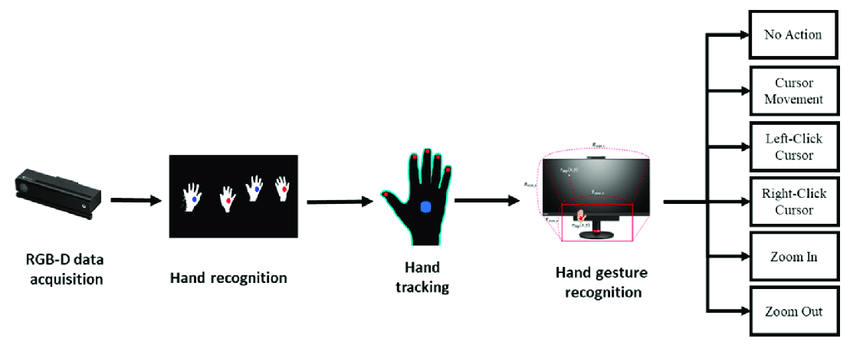 RGB-D data
acquisition
Hand recognition
Hand
tracking
Hand gesture
recognition
No Action
Cursor
Movement
Left-Click
Cursor
Right-Click
Cursor
Zoom In
Zoom Out